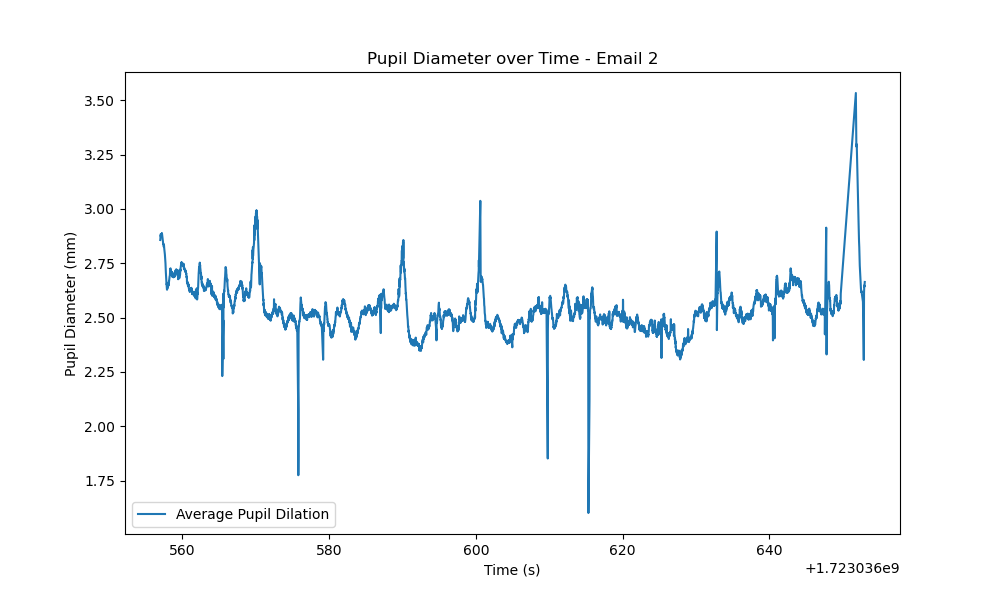 Pupil Diameter over Time - Email 2
Pupil Diameter (mm)
3.50
3.25
3.00
2.75
2.50
2.25
2.00
1.75
Average Pupil Dilation
560 580 600 620 640
Time (s)
+1.723036e9